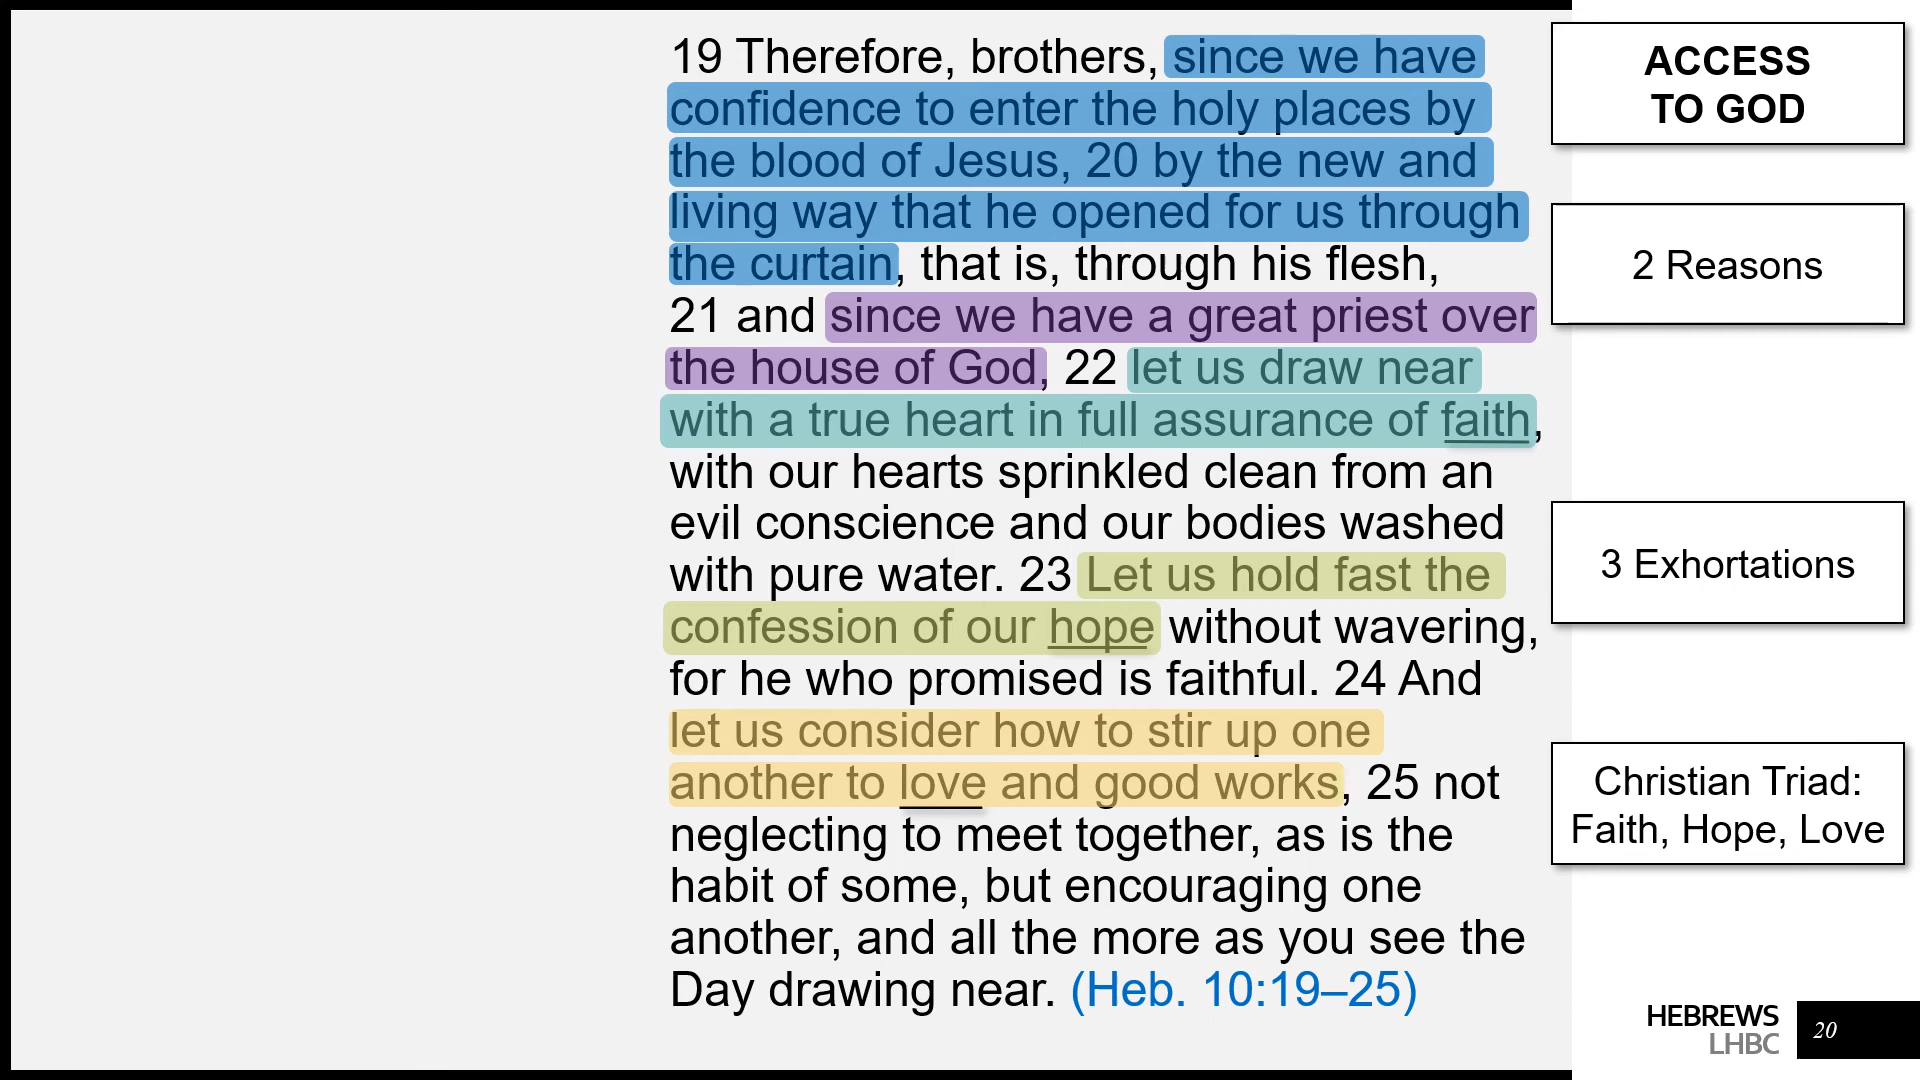 19 Therefore, brothers, since we have
confidence to enter the holy places by
the blood of Jesus, 20 by the new and
living way that he opened for us through
the curtain, that is, through his flesh,
21 and since we have a great priest over
the house of God, 22 let us draw near
with a true heart in full assurance of faith,
with our hearts sprinkled clean from an
evil conscience and our bodies washed
with pure water. 23 Let us hold fast the
confession of our hope without wavering,
for he who promised is faithful. 24 And
let us consider how to stir up one
another to love and good works, 25 not
neglecting to meet together, as is the
habit of some, but encouraging one
another, and all the more as you see the
Day drawing near. (Heb. 10:19–25)
ACCESS
TO GOD
2 Reasons
3 Exhortations
Christian Triad:
Faith, Hope, Love
HEBREWS
LHBC
20